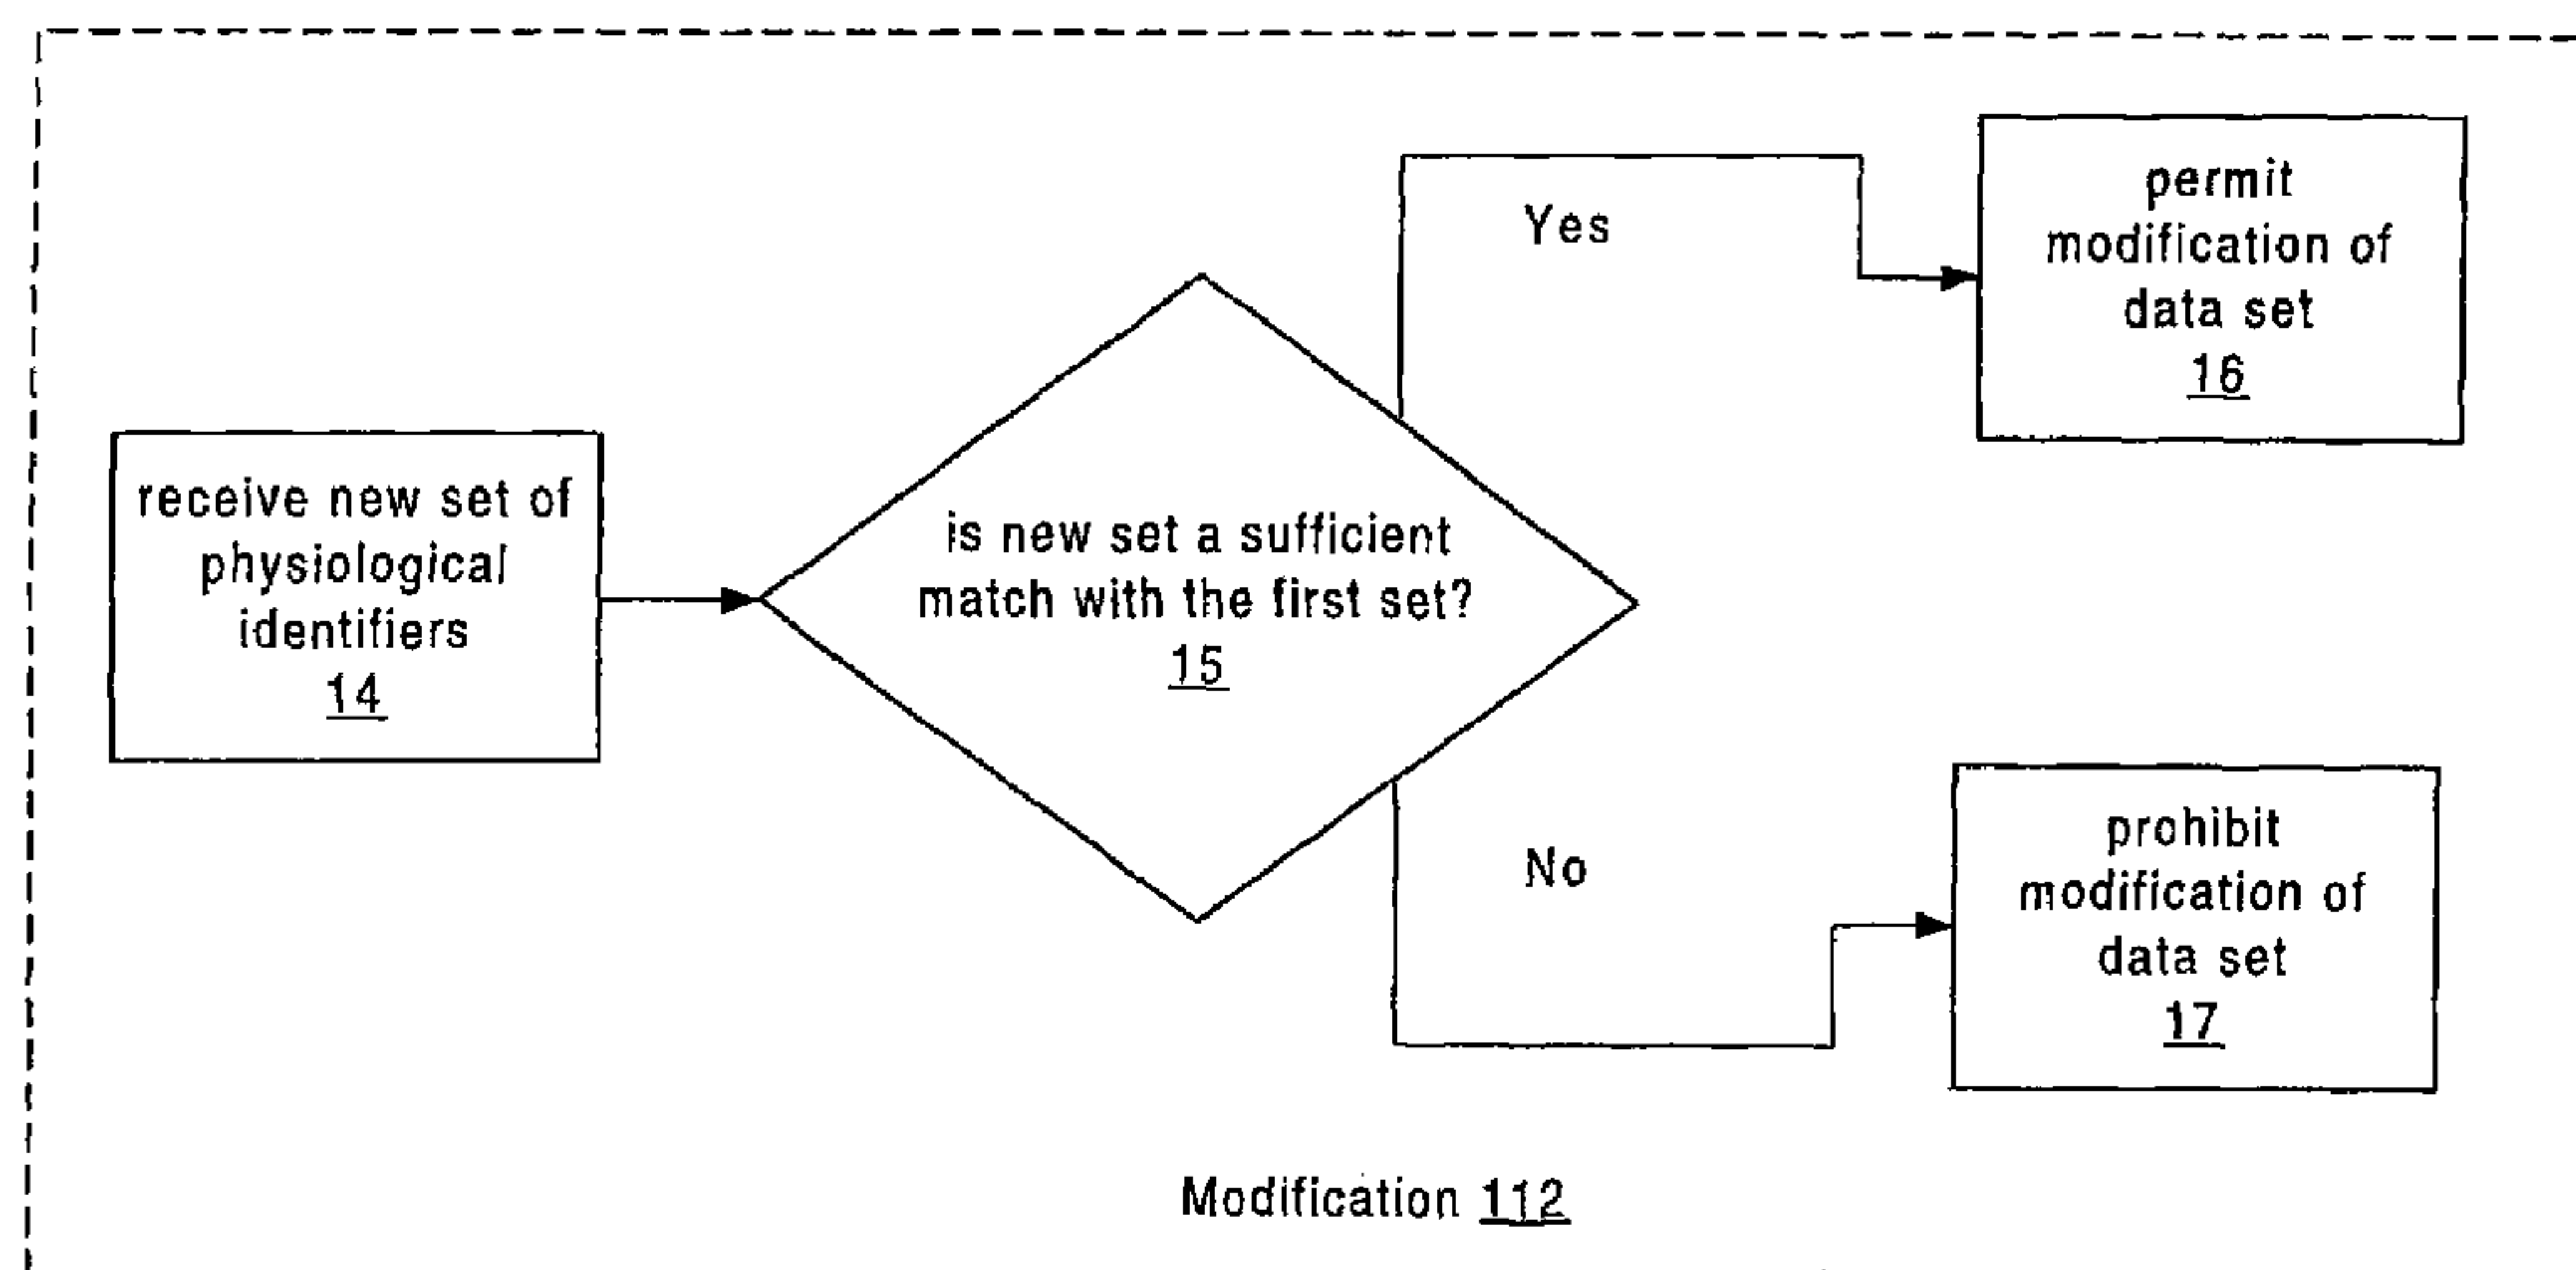 receive new set of
physiological
identifiers
14
is new set a sufficient
match with the first set?
15
Yes
permit
modification of
data set
16
No
prohibit
modification of
data set
17
Modification 112